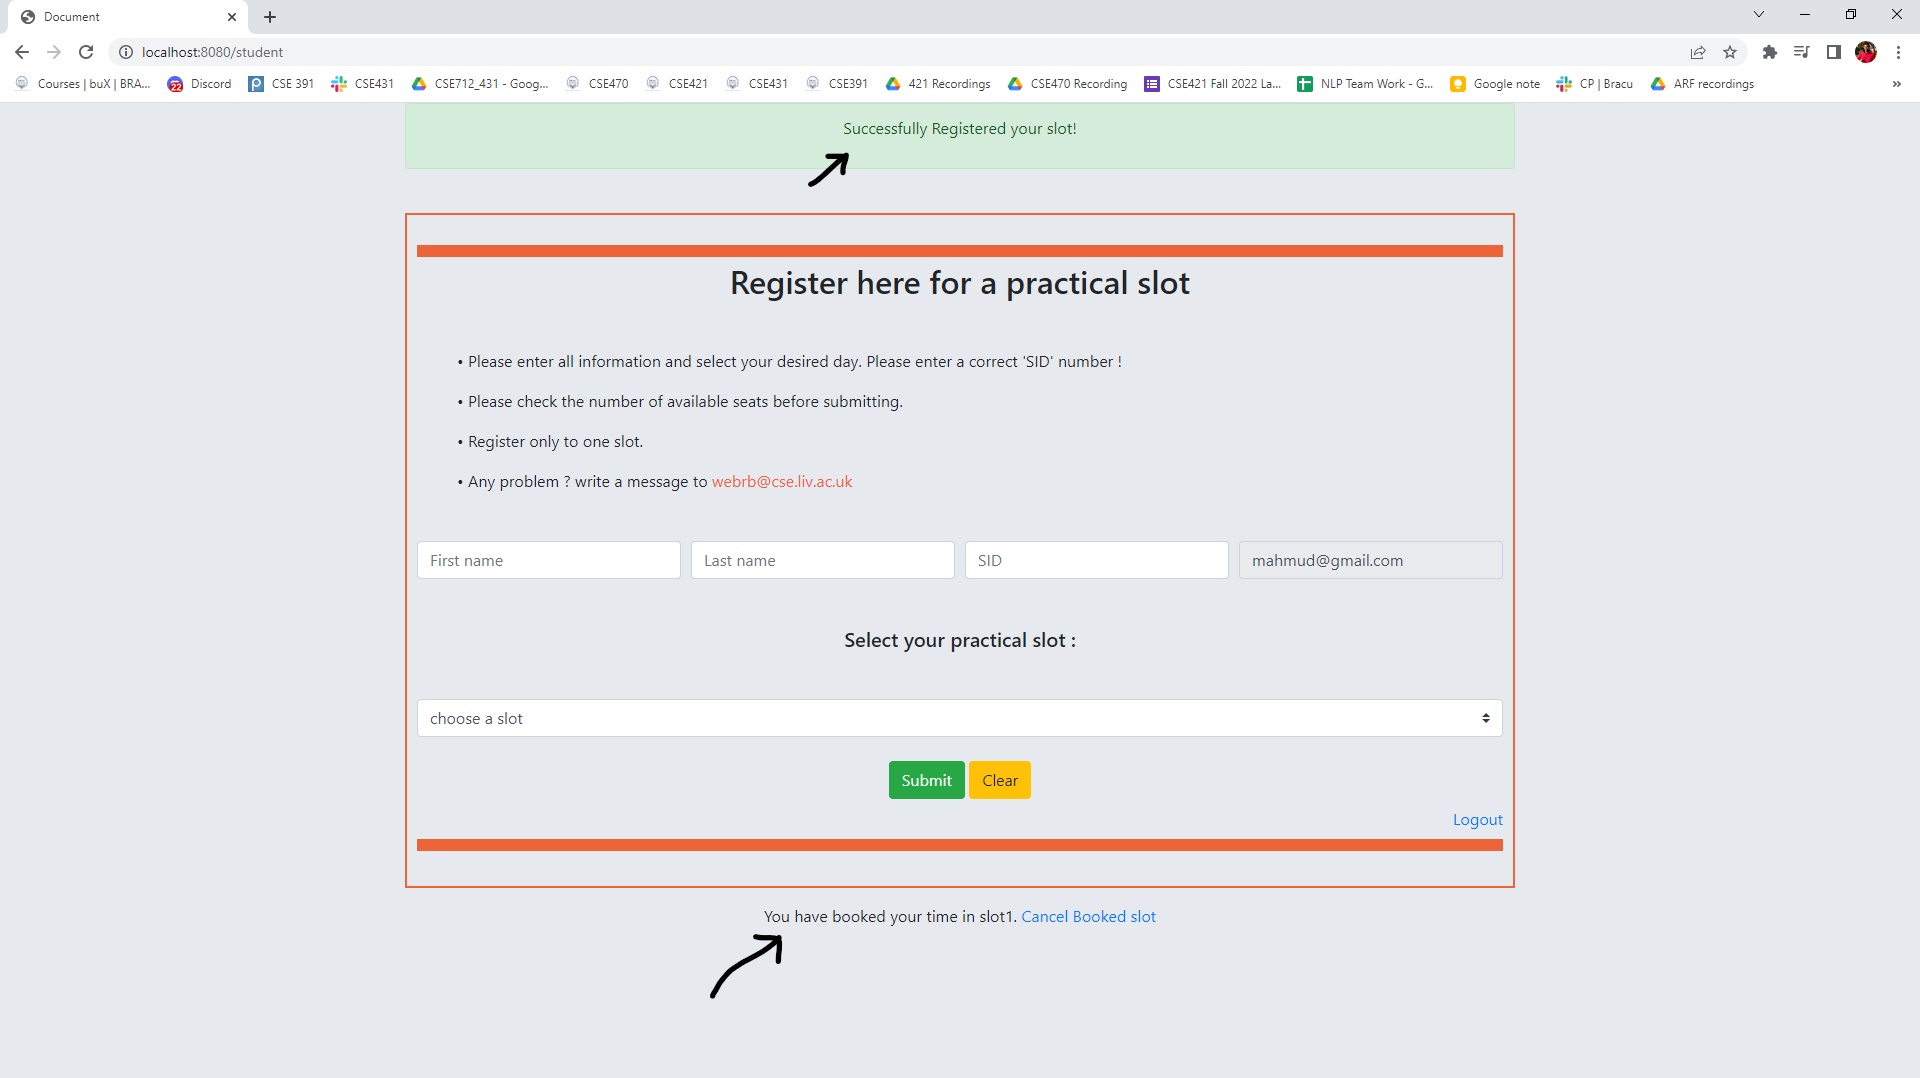 Document
localhost:8080/student
Courses | buX | BRA...
Discord
CSE 391
CSE431
CSE712_431 - Goog...
CSE470
CSE421
CSE431
CSE391
421 Recordings
CSE470 Recording
CSE421 Fall 2022 La...
NLP Team Work - G...
Google note
CP | Bracu
ARF recordings
»
Successfully Registered your slot!
Register here for a practical slot
• Please enter all information and select your desired day. Please enter a correct 'SID' number !
• Please check the number of available seats before submitting.
• Register only to one slot.
• Any problem ? write a message to webrb@cse.liv.ac.uk
First name
Last name
SID
mahmud@gmail.com
Select your practical slot :
choose a slot
Submit
Clear
Logout
You have booked your time in slot1. Cancel Booked slot